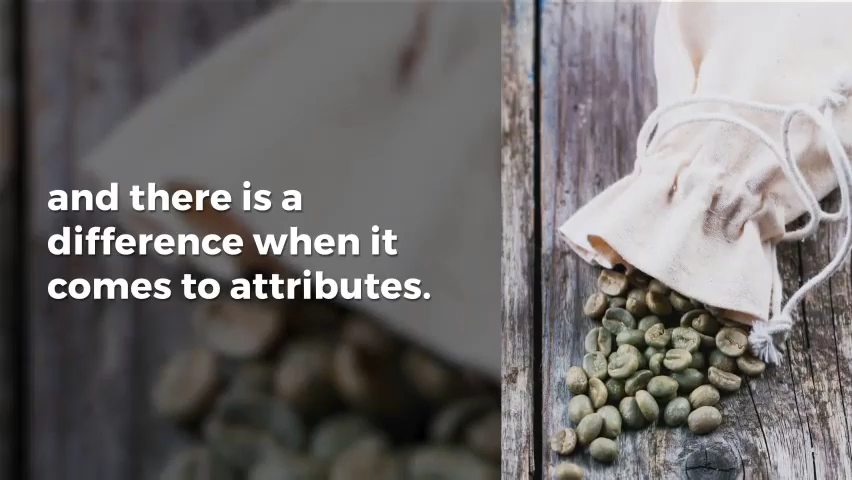 and there is a
difference when it
comes to attributes.